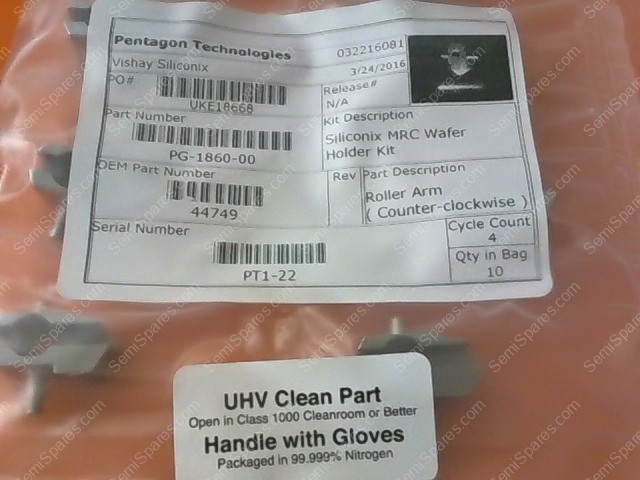 Pentagon Technologies
032216081
Vishay Siliconix
3/24/2016
PO#
UKE18668
Release#
N/A
Part Number
PG-1860-00
Kit Description
Siliconix MRC Wafer
Holder Kit
OEM Part Number
44749
Rev
Part Description
Roller Arm
( Counter-clockwise )
Serial Number
PT1-22
Cycle Count
4
Qty in Bag
10
UHV Clean Part
Open in Class 1000 Cleanroom or Better
Handle with Gloves
Packaged in 99.999% Nitrogen
SemiSpares.com